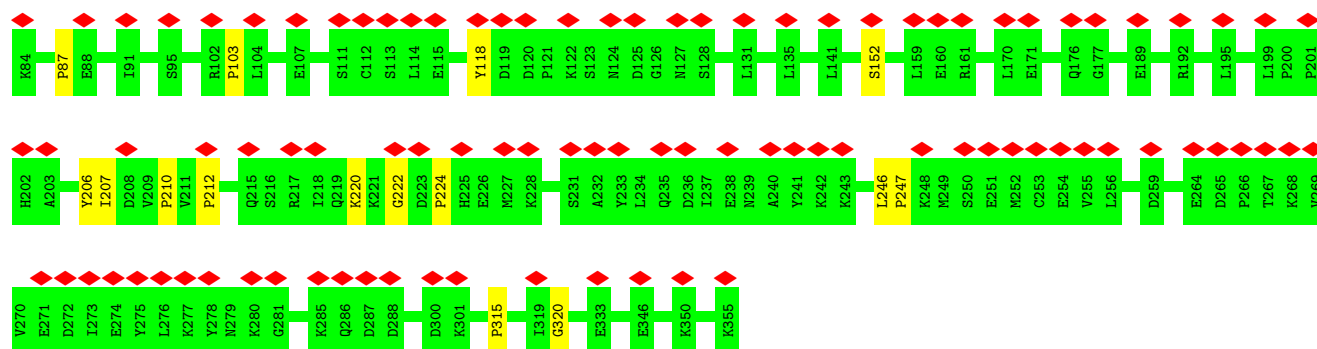 K84 P87 E88 I91 S95 R102 P103 L104 E107 S111 C112 S113 L114 E115 Y118 D119 D120 P121 K122 S123 N124 D125 G126 N127 S128 L131 L135 L141 S152 L159 E160 R161 L170 E171 Q176 G177 E189 R192 L195 L199 P200 P201
H202 A203 Y206 I207 D208 V209 P210 V211 P212 Q215 S216 R217 I218 Q219 K220 K221 G222 D223 P224 H225 E226 M227 K228 S231 A232 Y233 L234 Q235 D236 I237 E238 N239 A240 Y241 K242 K243 L246 P247 K248 M249 S250 E251 M252 C253 E254 V255 L256 D259 E264 D265 P266 T267 K268 V269
V270 E271 D272 I273 E274 Y275 L276 K277 Y278 N279 K280 G281 K285 Q286 D287 D288 D300 K301 P315 I319 G320 E333 E346 K350 K355